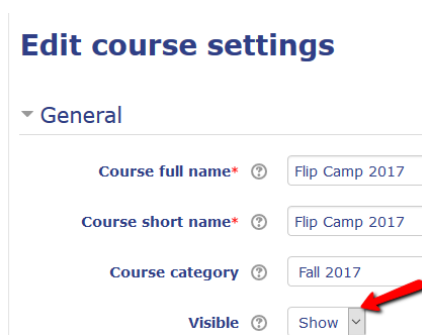 Edit course settings
General
Course full name* ? Flip Camp 2017
Course short name* ? Flip Camp 2017
Course category ? Fall 2017
Visible ? Show